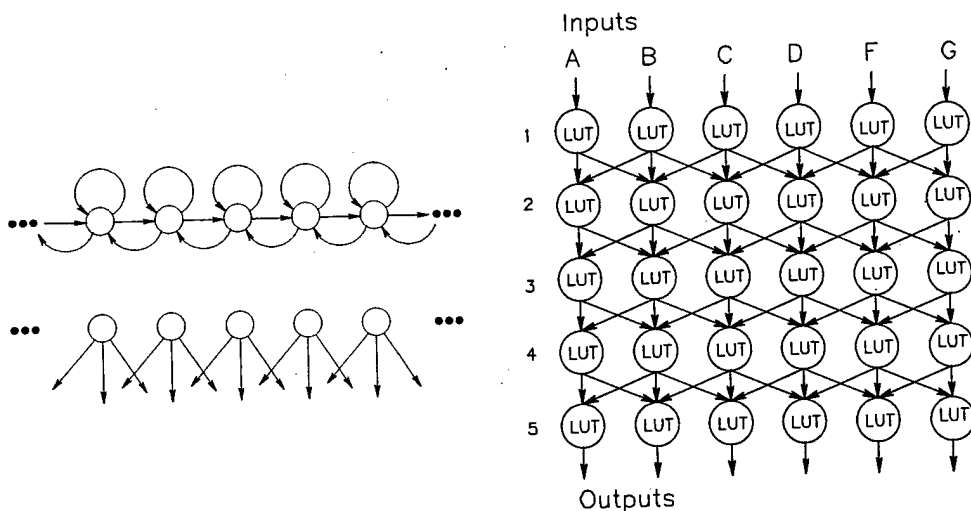 Inputs
A B C D F G
1 LUT LUT LUT LUT LUT LUT
2 LUT LUT LUT LUT LUT LUT
3 LUT LUT LUT LUT LUT LUT
4 LUT LUT LUT LUT LUT LUT
5 LUT LUT LUT LUT LUT LUT
Outputs